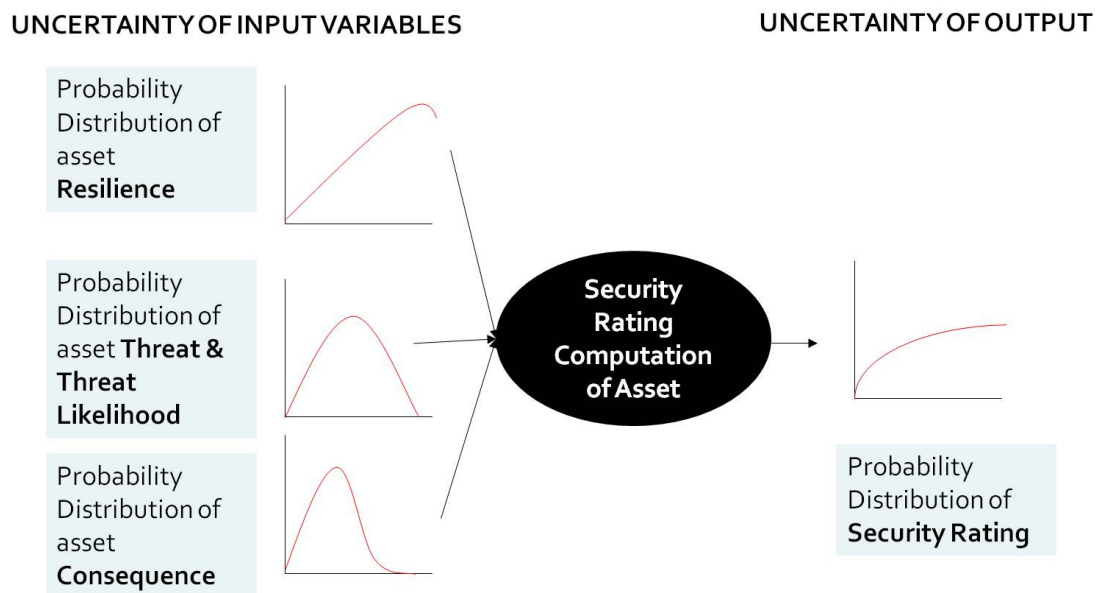 UNCERTAINTY OF INPUT VARIABLES
UNCERTAINTY OF OUTPUT
Probability
Distribution of
asset
Resilience
Probability
Distribution of
asset Threat &
Threat
Likelihood
Probability
Distribution of
asset
Consequence
Security
Rating
Computation
of Asset
Probability
Distribution of
Security Rating